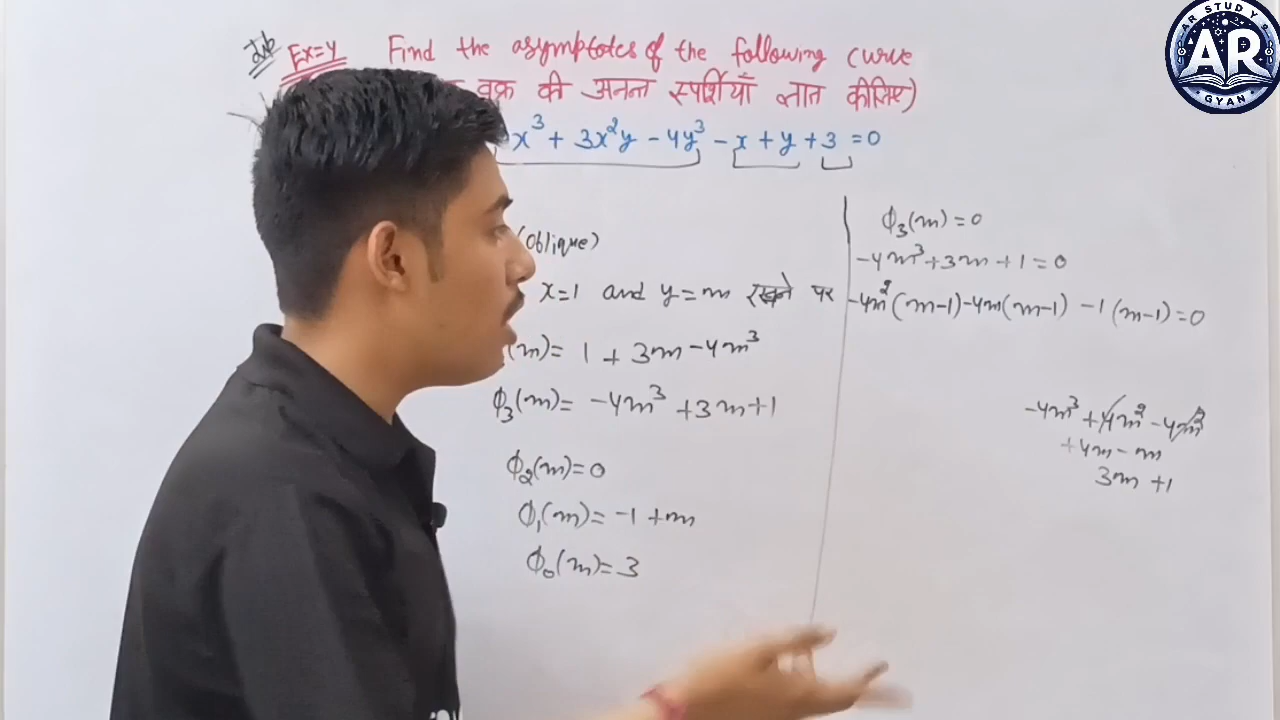 Imp Ex=4 Find the asymptotes of the following curve
वक्र की अनन्त स्पर्शियाँ ज्ञात कीजिए)
x³ + 3x²y - 4y³ - x + y + 3 = 0
(Oblique)
x=1 and y=m रखने पर
(m)= 1 + 3m - 4m³
ϕ₃(m)= -4m³ + 3m + 1
ϕ₂(m)= 0
ϕ₁(m)= -1 + m
ϕ₀(m)= 3
ϕ₃(m) = 0
-4m³ + 3m + 1 = 0
-4m²(m-1) - 4m(m-1) - 1(m-1) = 0
-4m³ + 4m² - 4m²
+4m - m
3m + 1
AR STUDY
AR
GYAN